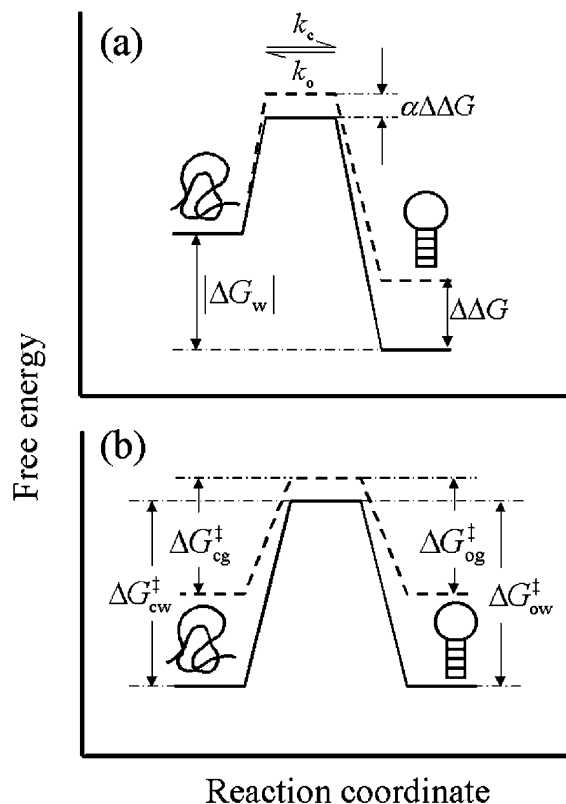 (a)
k_c
k_o
αΔΔG
|ΔG_w|
ΔΔG
Free energy
(b)
ΔG‡_cg
ΔG‡_og
ΔG‡_cw
ΔG‡_ow
Reaction coordinate